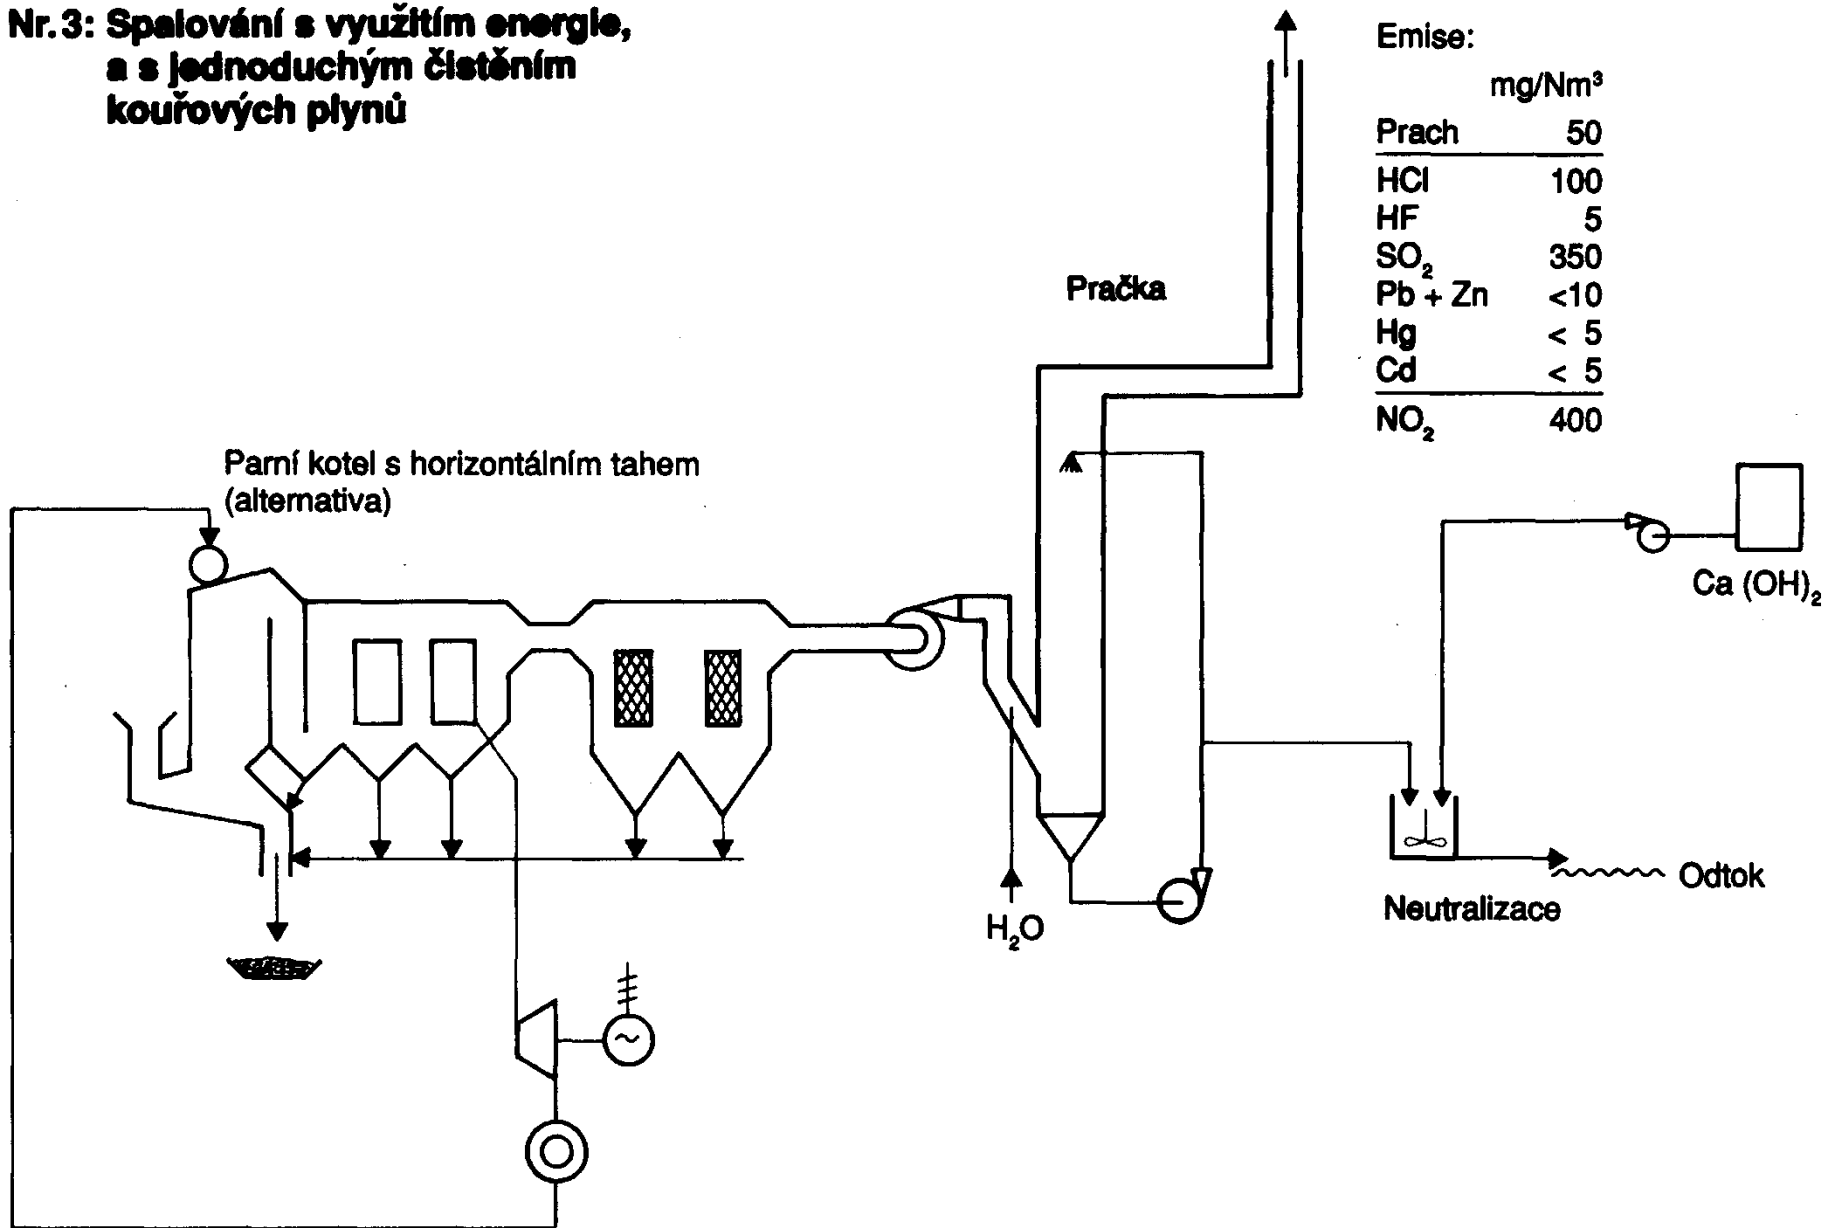 Nr. 3: Spalování s využitím energie,
a s jednoduchým čistěním
kouřových plynů
Emise:
mg/Nm³
Prach 50
HCl 100
HF 5
SO₂ 350
Pb + Zn <10
Hg < 5
Cd < 5
NO₂ 400
Pračka
Parní kotel s horizontálním tahem
(alternativa)
Ca (OH)₂
Odtok
Neutralizace
H₂O